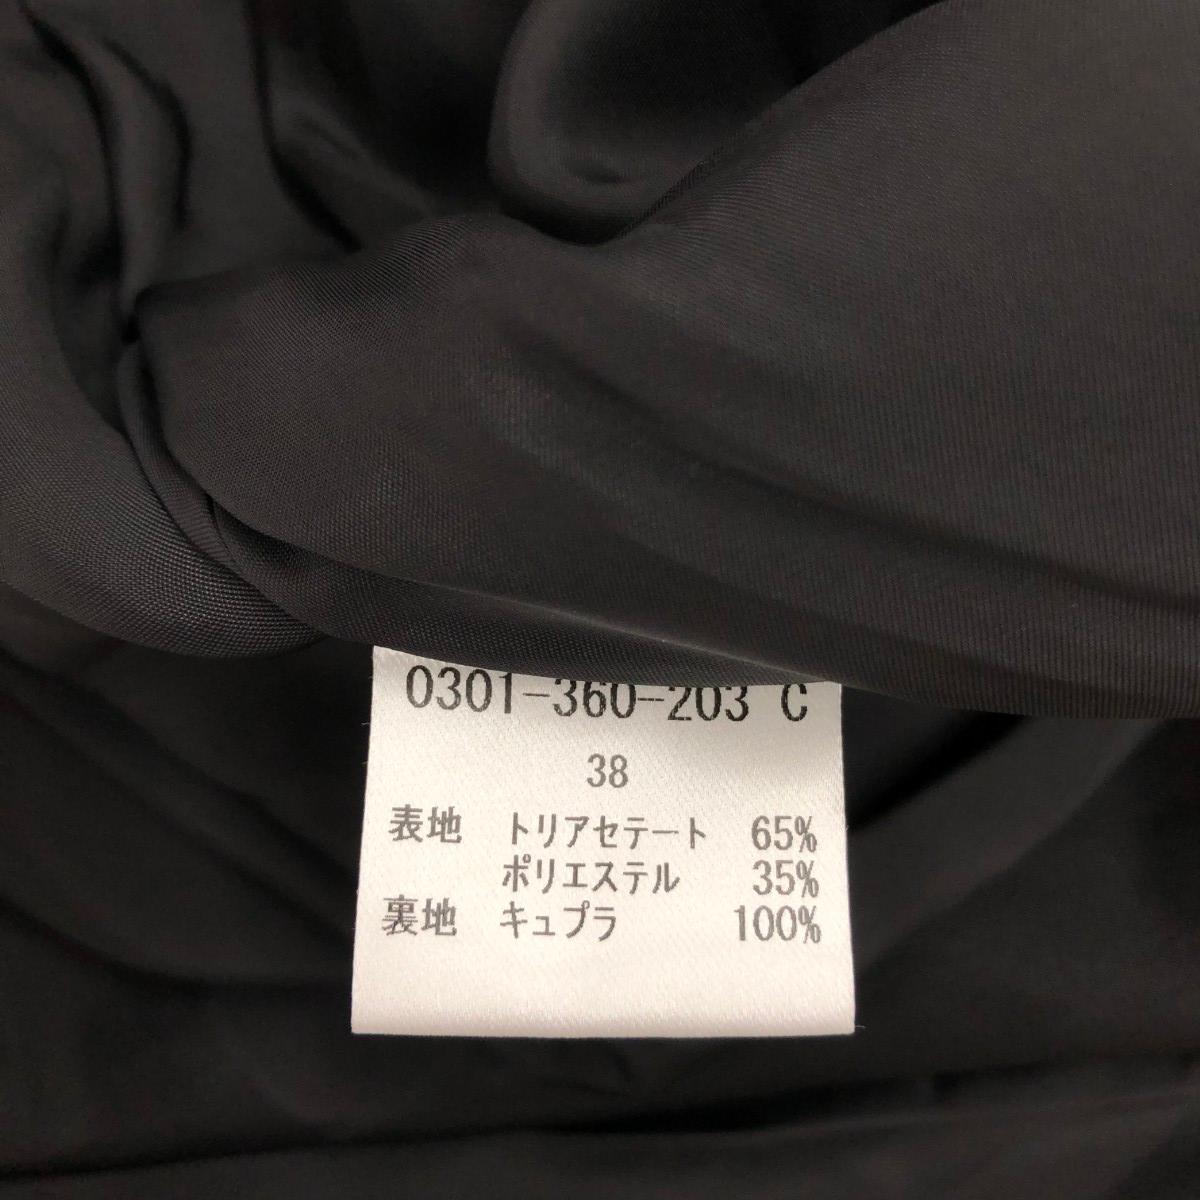 0301-360-203 C
38
表地 トリアセテート 65%
ポリエステル 35%
裏地 キュプラ 100%